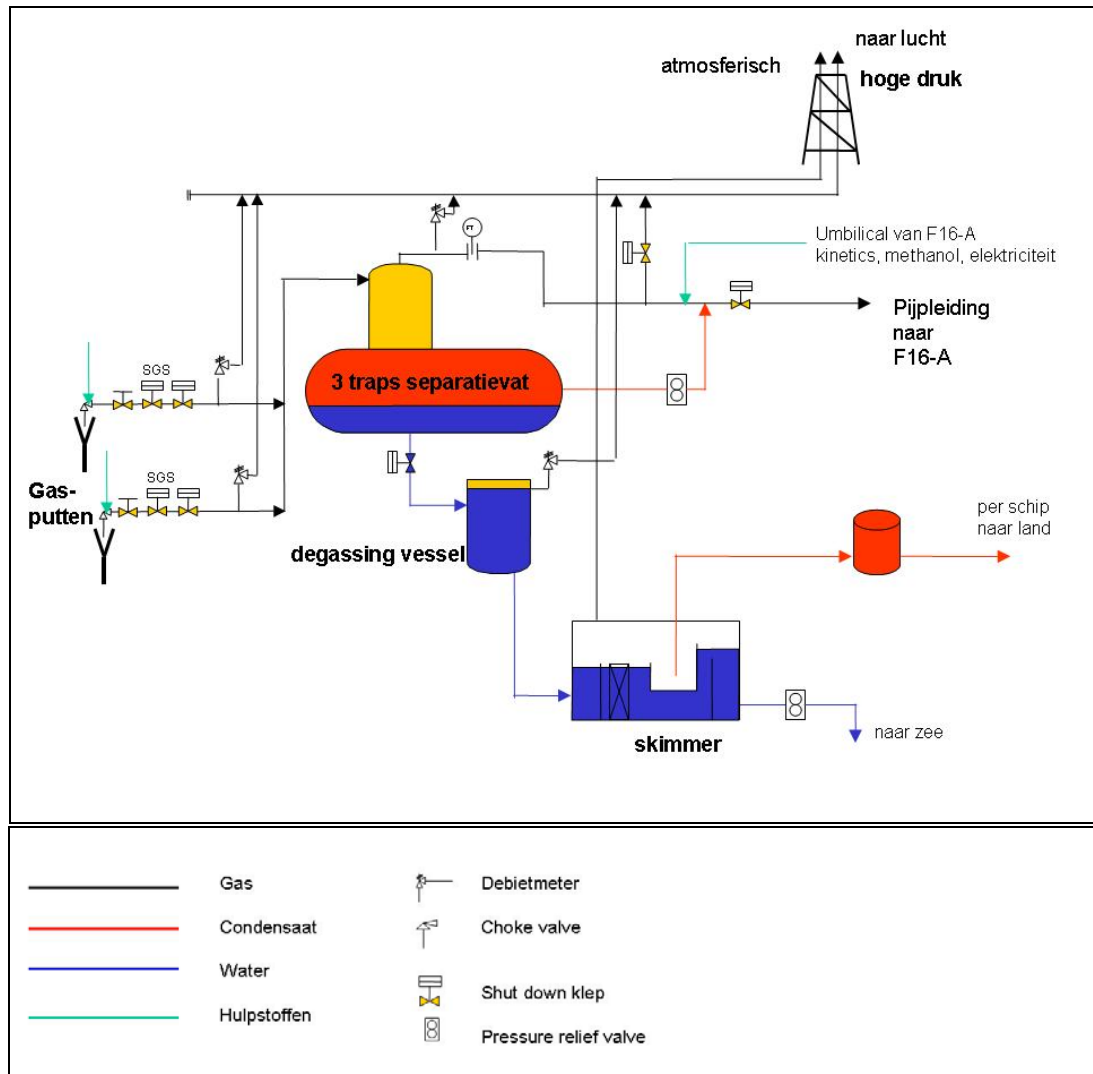 naar lucht
atmosferisch
hoge druk
FT
Umbilical van F16-A
kinetics, methanol, elektriciteit
Pijpleiding
naar
F16-A
3 traps separatievat
SGS
SGS
Gas-
putten
degassing vessel
per schip
naar land
skimmer
naar zee
Gas
Debietmeter
Condensaat
Choke valve
Water
Shut down klep
Hulpstoffen
Pressure relief valve